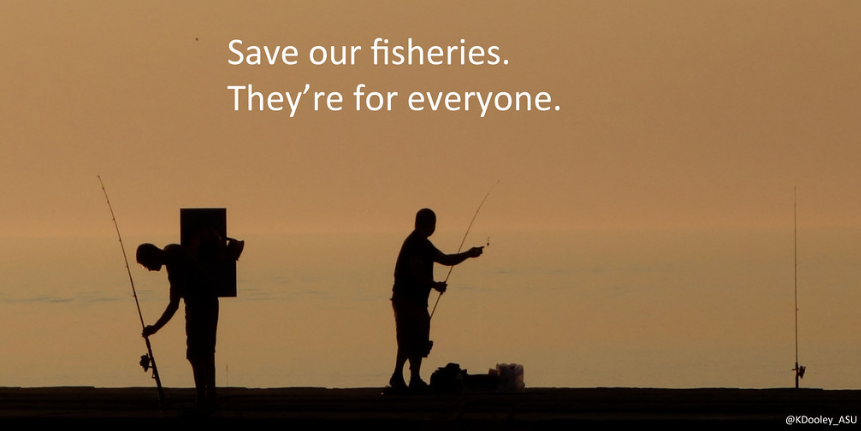 Save our fisheries.
They're for everyone.
@KDooley_ASU